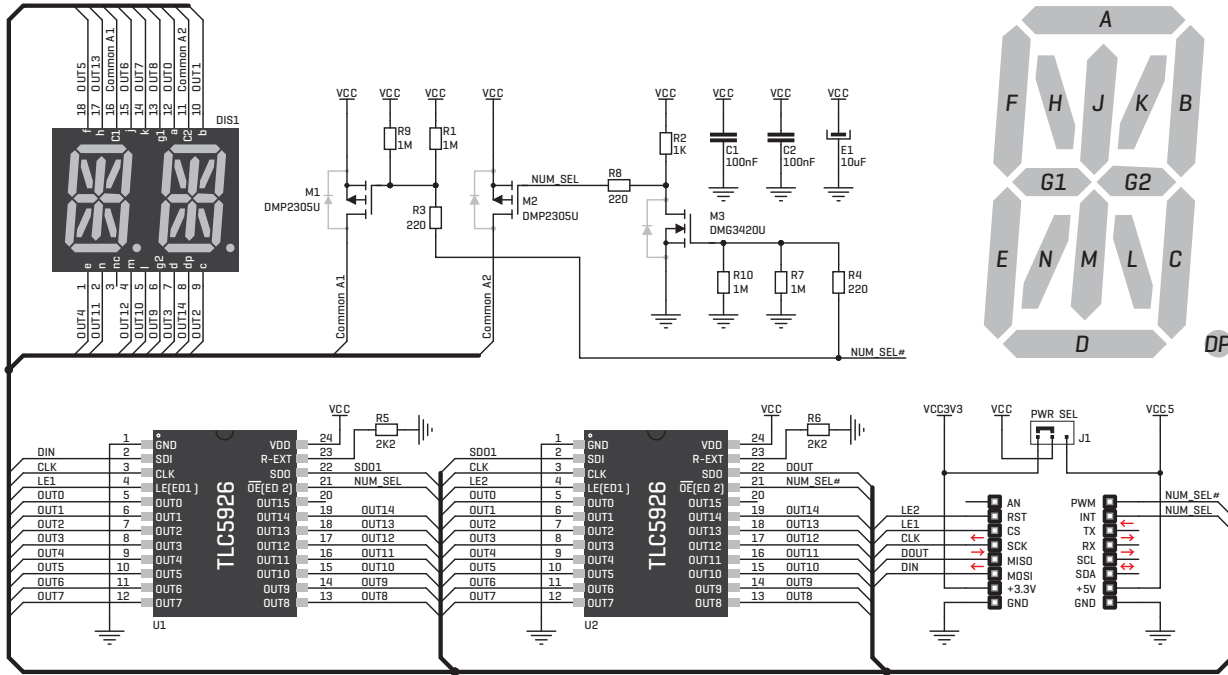 OUT5 OUT13 Common A1 OUT6 OUT7 OUT8 OUT0 Common A2 OUT1
18 17 16 15 14 13 12 11 10
DIS1
f h C1 j k g1 a C2 b
e n nc m l g2 d dp c
1 2 3 4 5 6 7 8 9
OUT4 OUT11 OUT12 OUT10 OUT9 OUT3 OUT14 OUT2
VCC VCC VCC VCC VCC VCC VCC VCC
R9
1M
R1
1M
M1
DMP2305U
R3
220
Common A1
NUM_SEL
M2
DMP2305U
Common A2
R8
220
R2
1K
C1
100nF
C2
100nF
E1
10uF
M3
DMG3420U
R10
1M
R7
1M
R4
220
NUM_SEL#
A
F H J K B
G1 G2
E N M L C
D
DP
VCC
R5
2K2
DIN 1 GND VDD 24
CLK 2 SDI R-EXT 23
LE1 3 CLK SDO 22 SDO1
OUT0 4 LE(ED1) OE(ED 2) 21 NUM_SEL
OUT1 5 OUT0 OUT15 20
OUT2 6 OUT1 OUT14 19 OUT14
OUT3 7 OUT2 OUT13 18 OUT13
OUT4 8 OUT3 OUT12 17 OUT12
OUT5 9 OUT4 OUT11 16 OUT11
OUT6 10 OUT5 OUT10 15 OUT10
OUT7 11 OUT6 OUT9 14 OUT9
12 OUT7 OUT8 13 OUT8
TLC5926
U1
VCC
R6
2K2
SDO1 1 GND VDD 24
CLK 2 SDI R-EXT 23
LE2 3 CLK SDO 22 DOUT
OUT0 4 LE(ED1) OE(ED 2) 21 NUM_SEL#
OUT1 5 OUT0 OUT15 20
OUT2 6 OUT1 OUT14 19 OUT14
OUT3 7 OUT2 OUT13 18 OUT13
OUT4 8 OUT3 OUT12 17 OUT12
OUT5 9 OUT4 OUT11 16 OUT11
OUT6 10 OUT5 OUT10 15 OUT10
OUT7 11 OUT6 OUT9 14 OUT9
12 OUT7 OUT8 13 OUT8
TLC5926
U2
VCC3V3 VCC PWR SEL VCC5
J1
AN PWM NUM_SEL#
LE2 RST INT NUM_SEL
LE1 CS TX
CLK SCK RX
DOUT MISO SCL
DIN MOSI SDA
+3.3V +5V
GND GND